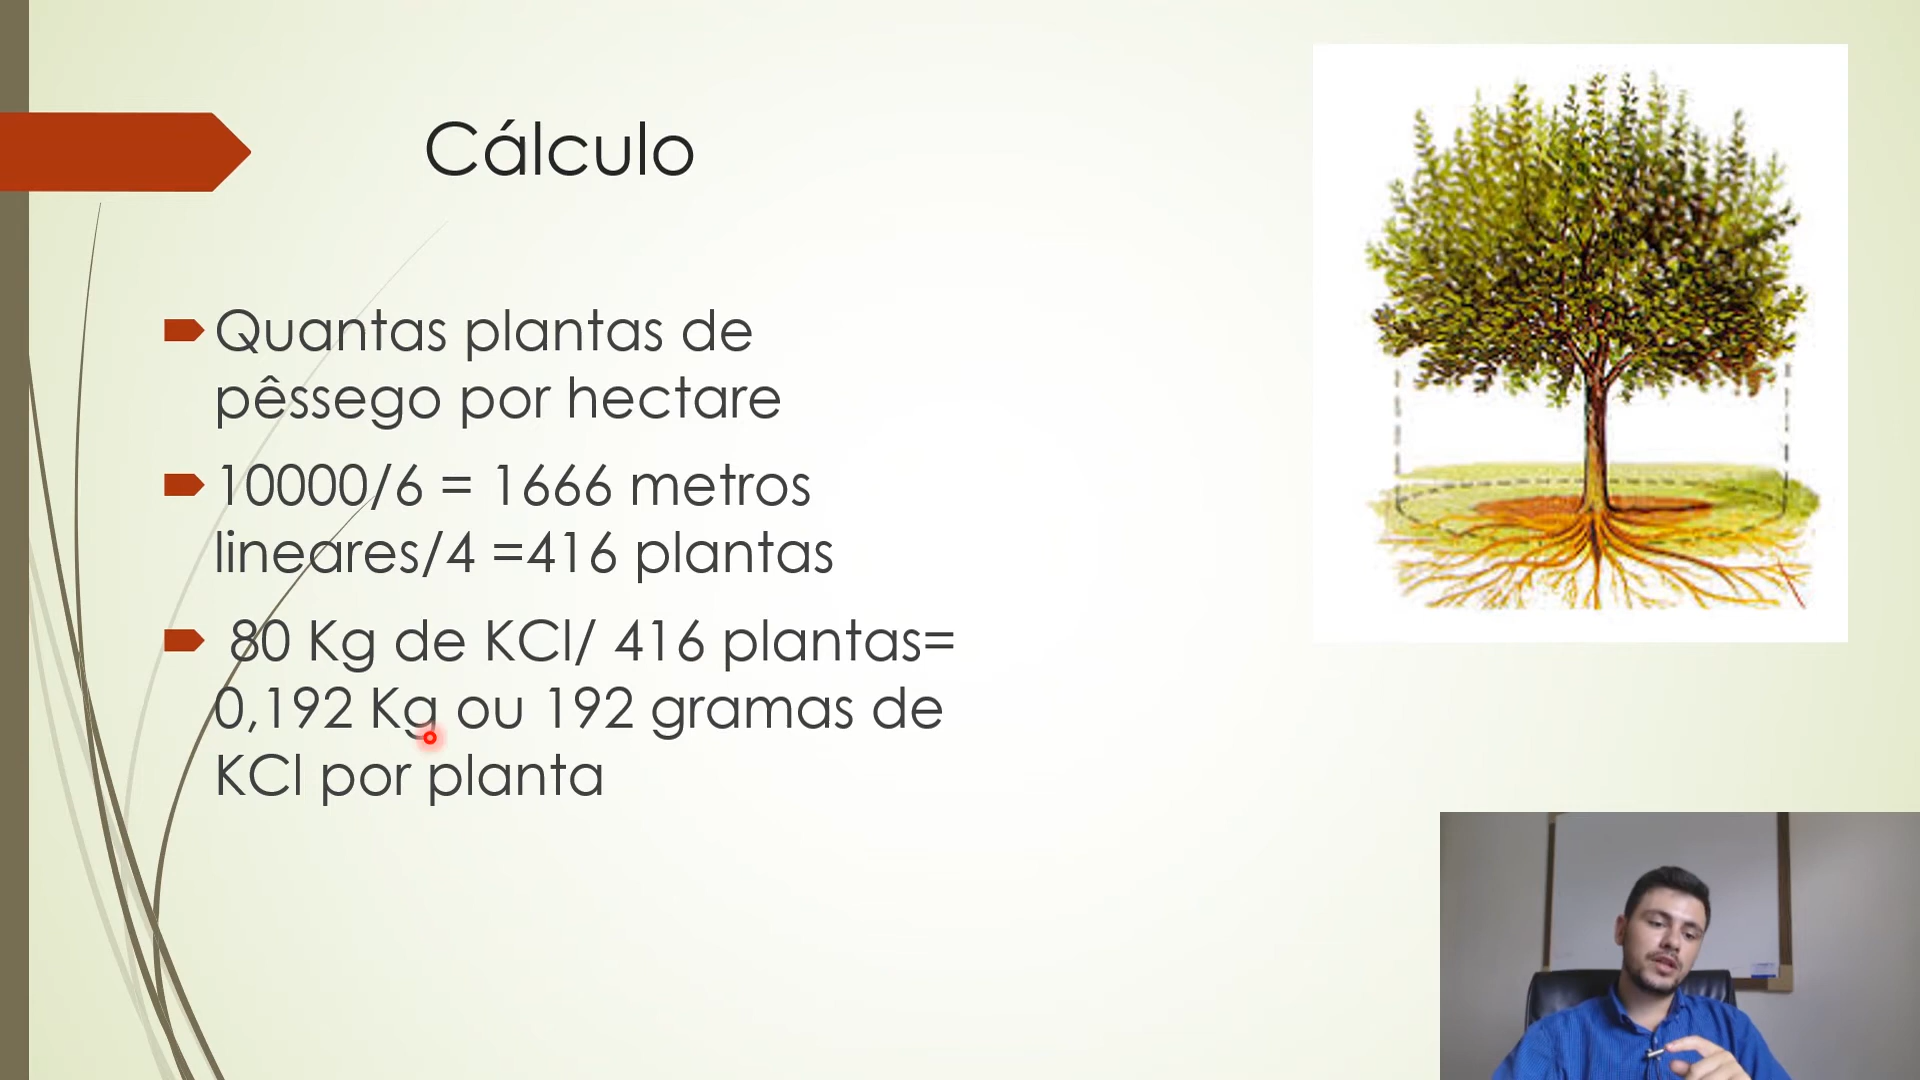 Cálculo
Quantas plantas de
pêssego por hectare
10000/6 = 1666 metros
lineares/4 =416 plantas
80 Kg de KCl/ 416 plantas=
0,192 Kg ou 192 gramas de
KCl por planta